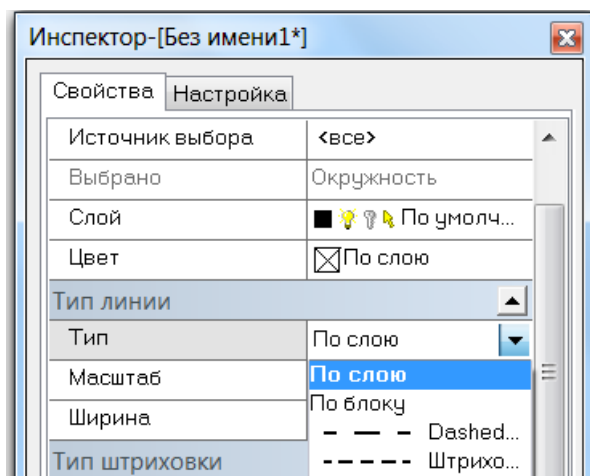 Инспектор-[Без имени1*]
Свойства Настройка
Источник выбора <все>
Выбрано Окружность
Слой По умолч...
Цвет По слою
Тип линии
Тип По слою
Масштаб По слою
По блоку
Ширина Dashed...
Тип штриховки Штрихо...